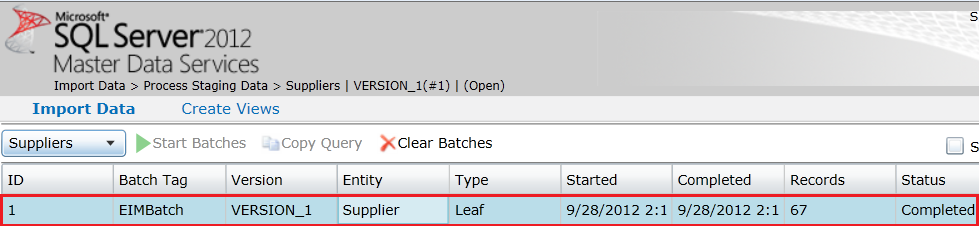 Microsoft®
SQL Server 2012
Master Data Services
Import Data > Process Staging Data > Suppliers | VERSION_1(#1) | (Open)
Import Data Create Views
Suppliers Start Batches Copy Query Clear Batches
ID Batch Tag Version Entity Type Started Completed Records Status
1 EIMBatch VERSION_1 Supplier Leaf 9/28/2012 2:1 9/28/2012 2:1 67 Completed